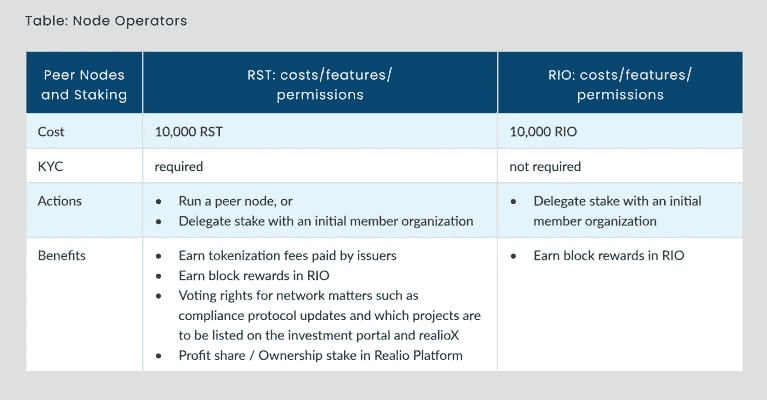 Table: Node Operators
Peer Nodes
and Staking
RST: costs/features/
permissions
RIO: costs/features/
permissions
Cost
10,000 RST
10,000 RIO
KYC
required
not required
Actions
• Run a peer node, or
• Delegate stake with an initial member organization
• Delegate stake with an initial
member organization
Benefits
• Earn tokenization fees paid by issuers
• Earn block rewards in RIO
• Voting rights for network matters such as
compliance protocol updates and which projects are
to be listed on the investment portal and realioX
• Profit share / Ownership stake in Realio Platform
• Earn block rewards in RIO